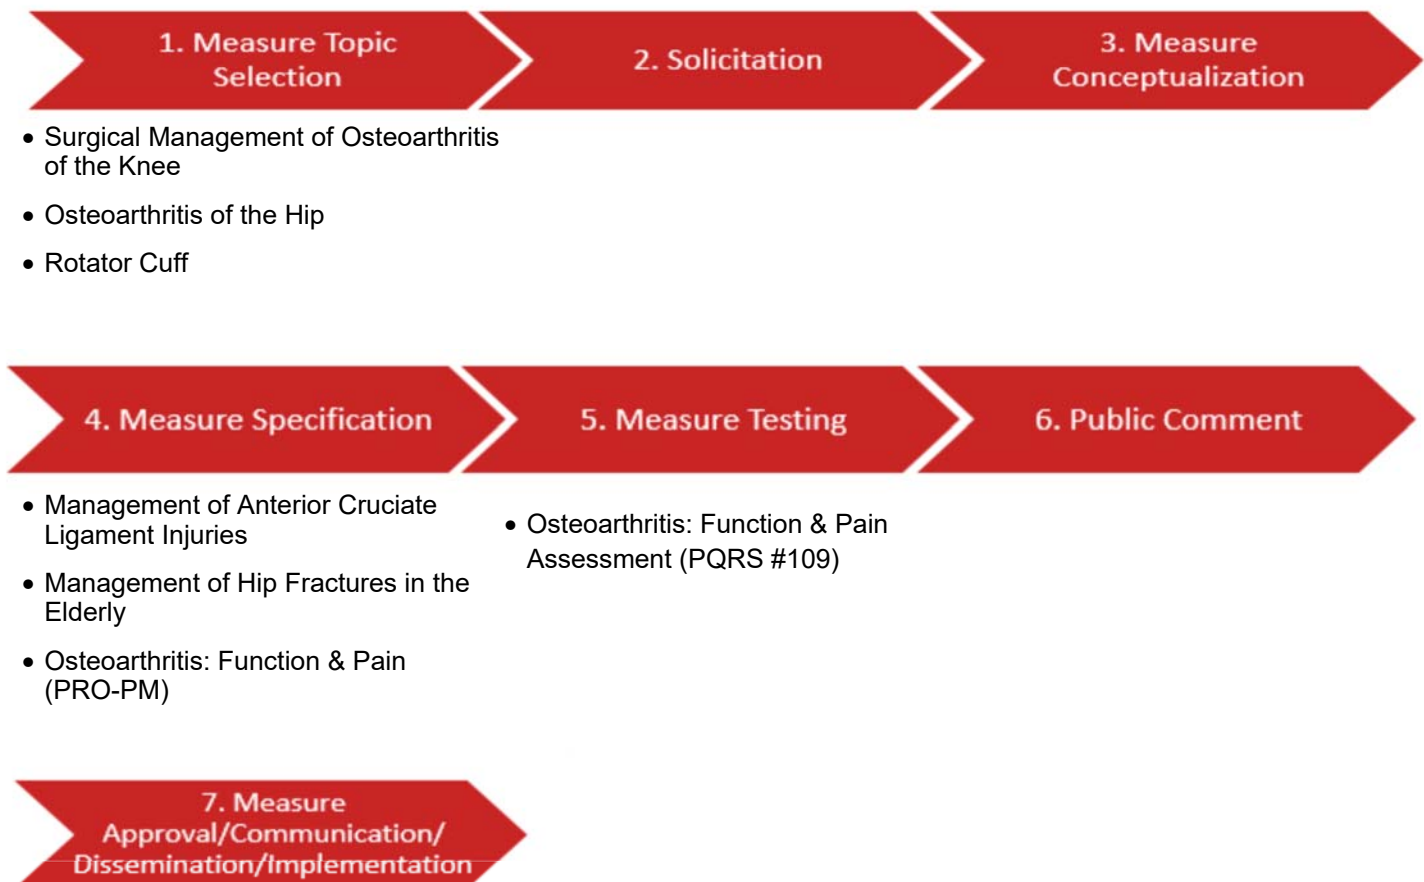 1. Measure Topic
Selection
2. Solicitation
3. Measure
Conceptualization
• Surgical Management of Osteoarthritis
of the Knee
• Osteoarthritis of the Hip
• Rotator Cuff
4. Measure Specification
5. Measure Testing
6. Public Comment
• Management of Anterior Cruciate
Ligament Injuries
• Management of Hip Fractures in the
Elderly
• Osteoarthritis: Function & Pain
(PRO-PM)
• Osteoarthritis: Function & Pain
Assessment (PQRS #109)
7. Measure
Approval/Communication/
Dissemination/Implementation